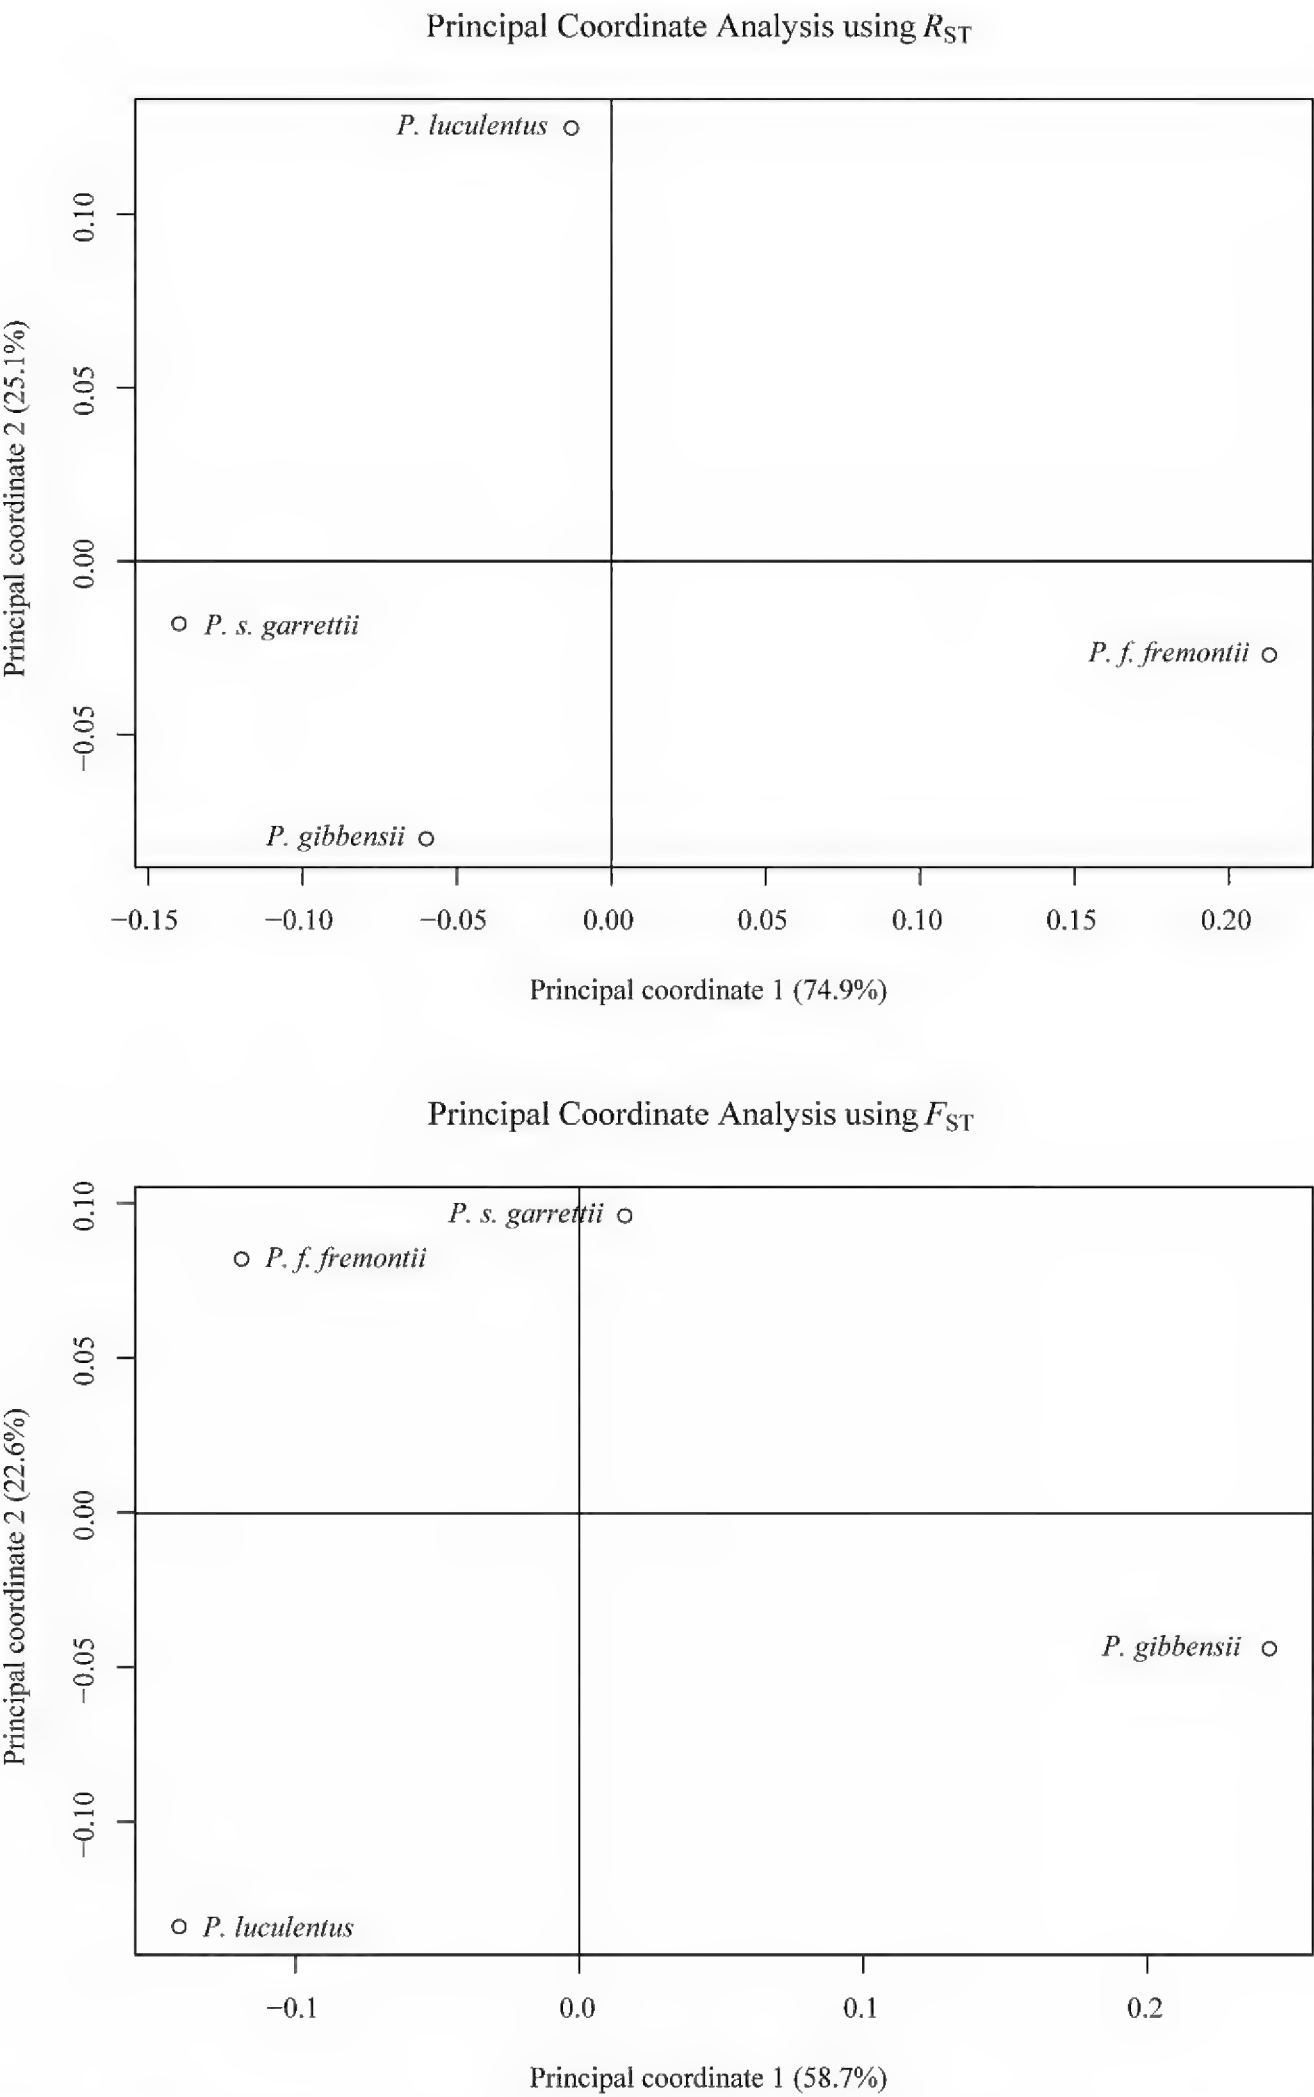 Principal Coordinate Analysis using RST
P. luculentus
0.10
0.05
0.00
−0.05
Principal coordinate 2 (25.1%)
P. s. garrettii
P. f. fremontii
P. gibbensii
−0.15 −0.10 −0.05 0.00 0.05 0.10 0.15 0.20
Principal coordinate 1 (74.9%)
Principal Coordinate Analysis using FST
P. s. garrettii
P. f. fremontii
0.10
0.05
0.00
−0.05
−0.10
Principal coordinate 2 (22.6%)
P. gibbensii
P. luculentus
−0.1 0.0 0.1 0.2
Principal coordinate 1 (58.7%)